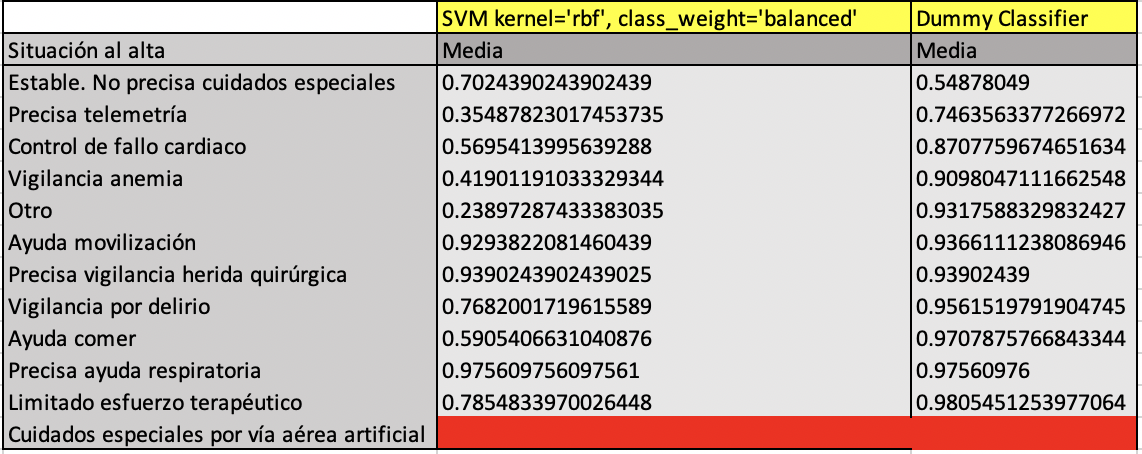 SVM kernel='rbf', class_weight='balanced' Dummy Classifier
Situación al alta Media Media
Estable. No precisa cuidados especiales 0.7024390243902439 0.54878049
Precisa telemetría 0.35487823017453735 0.7463563377266972
Control de fallo cardiaco 0.5695413995639288 0.8707759674651634
Vigilancia anemia 0.41901191033329344 0.9098047111662548
Otro 0.23897287433383035 0.9317588329832427
Ayuda movilización 0.9293822081460439 0.9366111238086946
Precisa vigilancia herida quirúrgica 0.9390243902439025 0.93902439
Vigilancia por delirio 0.7682001719615589 0.9561519791904745
Ayuda comer 0.5905406631040876 0.9707875766843344
Precisa ayuda respiratoria 0.975609756097561 0.97560976
Limitado esfuerzo terapéutico 0.7854833970026448 0.9805451253977064
Cuidados especiales por vía aérea artificial